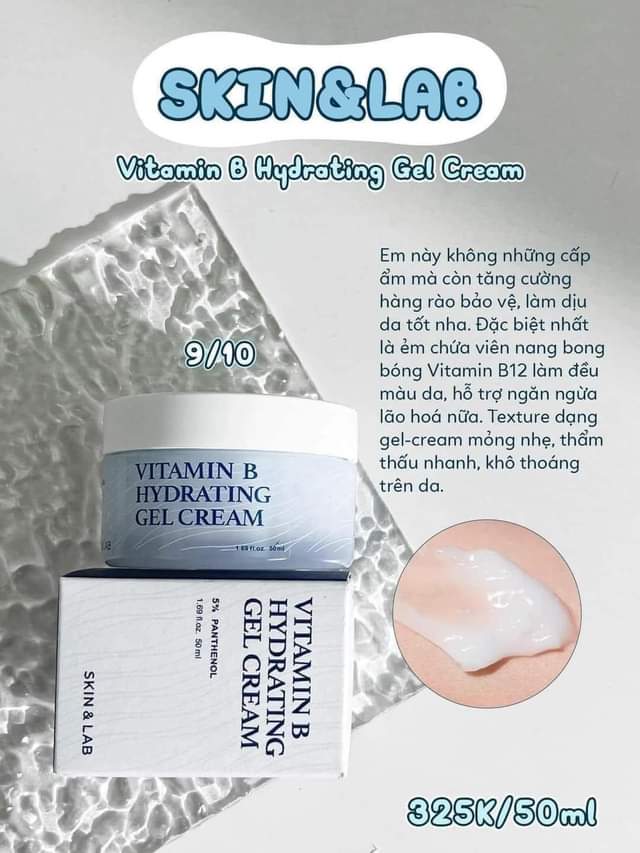 SKIN&LAB
Vitamin B Hydrating Gel Cream
Em này không những cấp
ẩm mà còn tăng cường
hàng rào bảo vệ, làm dịu
da tốt nha. Đặc biệt nhất
là ẻm chứa viên nang bong
bóng Vitamin B12 làm đều
màu da, hỗ trợ ngăn ngừa
lão hoá nữa. Texture dạng
gel-cream mỏng nhẹ, thẩm
thấu nhanh, khô thoáng
trên da.
9/10
VITAMIN B
HYDRATING
GEL CREAM
1.69 fl.oz. 50ml
VITAMIN B
HYDRATING
GEL CREAM
5% PANTHENOL
1.69 fl.oz. 50ml
SKIN & LAB
325K/50ml